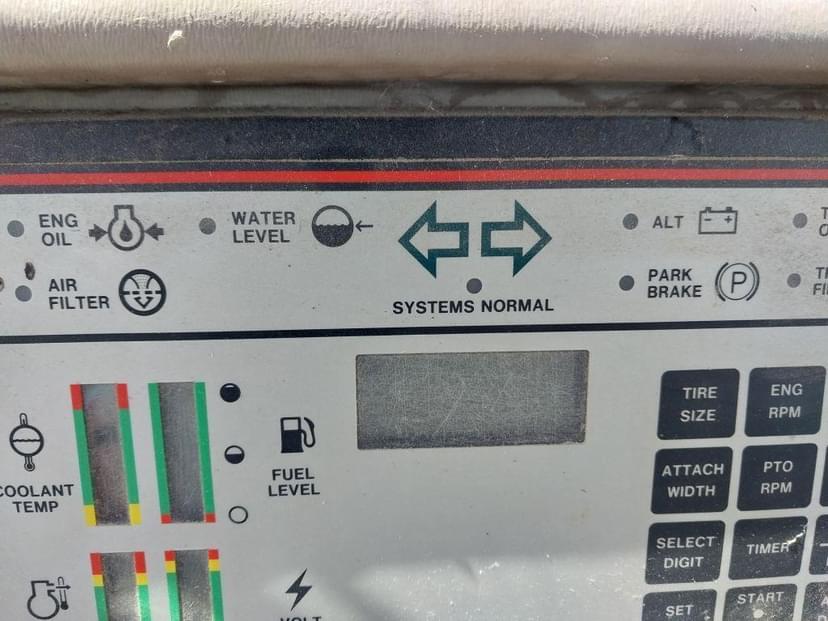 ENG
OIL
WATER
LEVEL
ALT
AIR
FILTER
SYSTEMS NORMAL
PARK
BRAKE
P
COOLANT
TEMP
FUEL
LEVEL
TIRE
SIZE
ENG
RPM
ATTACH
WIDTH
PTO
RPM
SELECT
DIGIT
TIMER
SET
START
VOLT